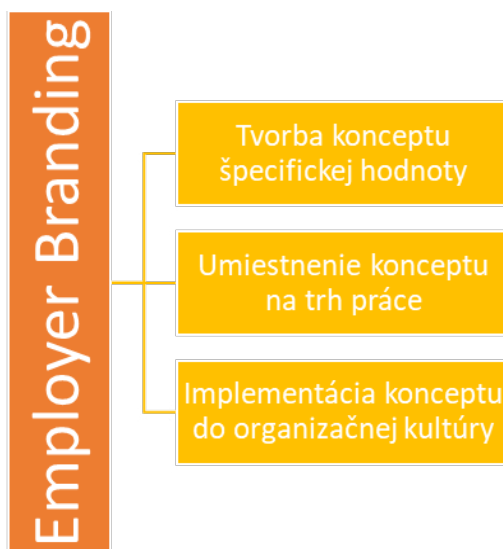 Employer Branding
Tvorba konceptu
špecifickej hodnoty
Umiestnenie konceptu
na trh práce
Implementácia konceptu
do organizačnej kultúry